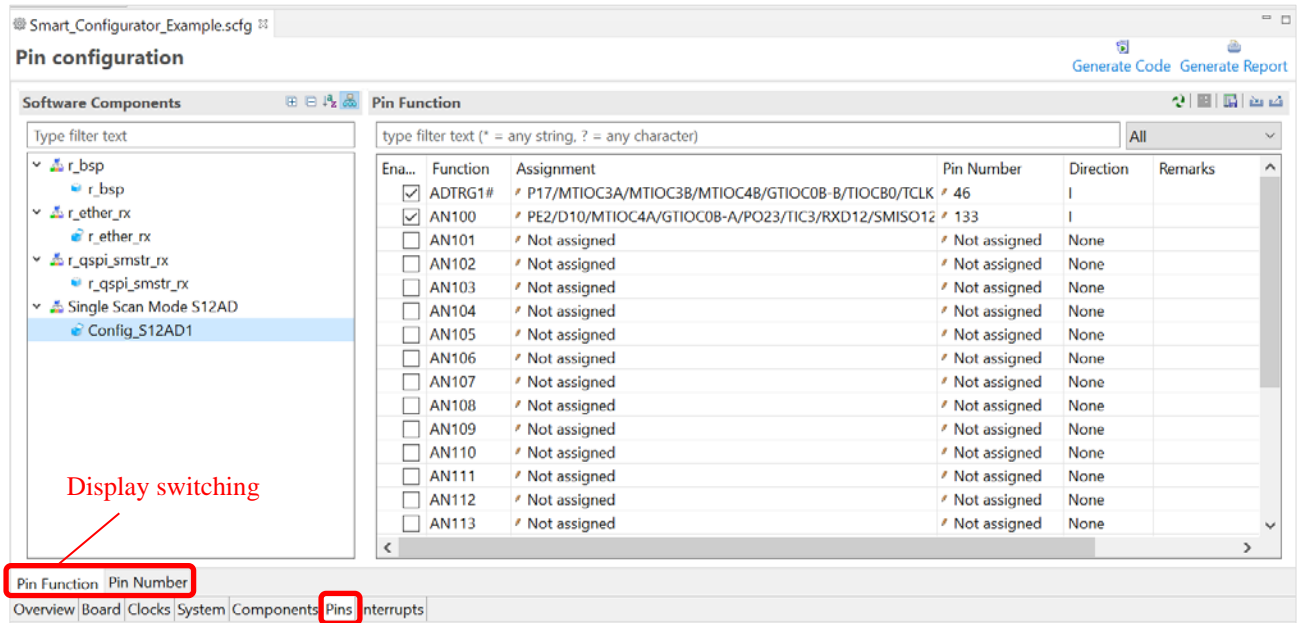 Smart_Configurator_Example.scfg
Pin configuration
Generate Code Generate Report
Software Components
Pin Function
Type filter text
type filter text (* = any string, ? = any character)
All
r_bsp
r_bsp
r_ether_rx
r_ether_rx
r_qspi_smstr_rx
r_qspi_smstr_rx
Single Scan Mode S12AD
Config_S12AD1
Ena... Function Assignment Pin Number Direction Remarks
ADTRG1# P17/MTIOC3A/MTIOC3B/MTIOC4B/GTIOC0B-B/TIOCB0/TCLK 46 I
AN100 PE2/D10/MTIOC4A/GTIOC0B-A/PO23/TIC3/RXD12/SMISO12 133 I
AN101 Not assigned Not assigned None
AN102 Not assigned Not assigned None
AN103 Not assigned Not assigned None
AN104 Not assigned Not assigned None
AN105 Not assigned Not assigned None
AN106 Not assigned Not assigned None
AN107 Not assigned Not assigned None
AN108 Not assigned Not assigned None
AN109 Not assigned Not assigned None
AN110 Not assigned Not assigned None
AN111 Not assigned Not assigned None
AN112 Not assigned Not assigned None
AN113 Not assigned Not assigned None
Display switching
Pin Function Pin Number
Overview Board Clocks System Components Pins nterrupts